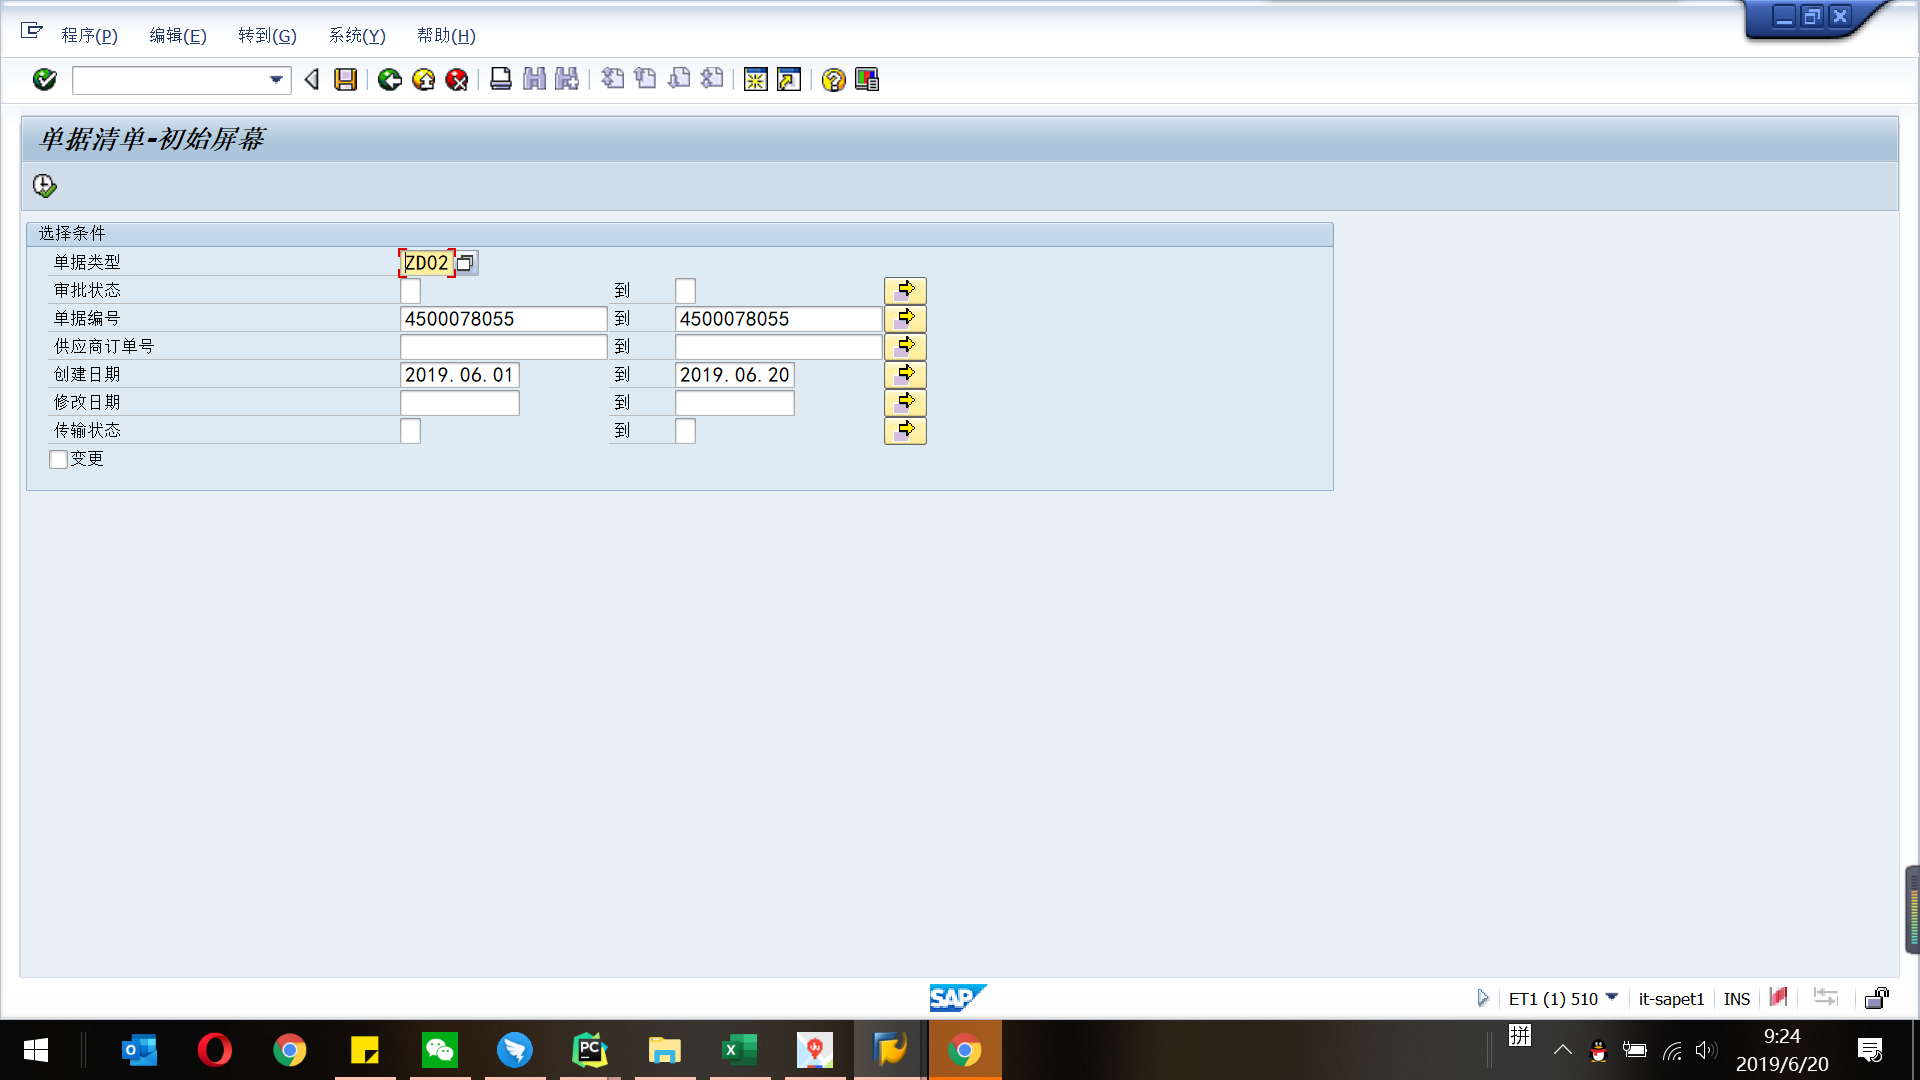 程序(P) 编辑(E) 转到(G) 系统(Y) 帮助(H)
单据清单-初始屏幕
选择条件
单据类型 ZD02
审批状态 到
单据编号 4500078055 到 4500078055
供应商订单号 到
创建日期 2019.06.01 到 2019.06.20
修改日期 到
传输状态 到
变更
SAP ET1 (1) 510 it-sapet1 INS
拼 9:24
2019/6/20